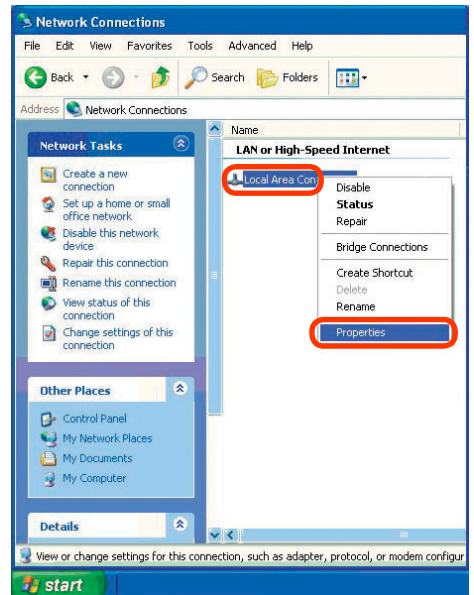 Network Connections
File Edit View Favorites Tools Advanced Help
Back Search Folders
Address Network Connections
Name
Network Tasks
LAN or High-Speed Internet
Create a new
connection
Set up a home or small
office network
Disable this network
device
Repair this connection
Rename this connection
View status of this
connection
Change settings of this
connection
Local Area Con
Disable
Status
Repair
Bridge Connections
Create Shortcut
Delete
Rename
Properties
Other Places
Control Panel
My Network Places
My Documents
My Computer
Details
View or change settings for this connection, such as adapter, protocol, or modem configur
start